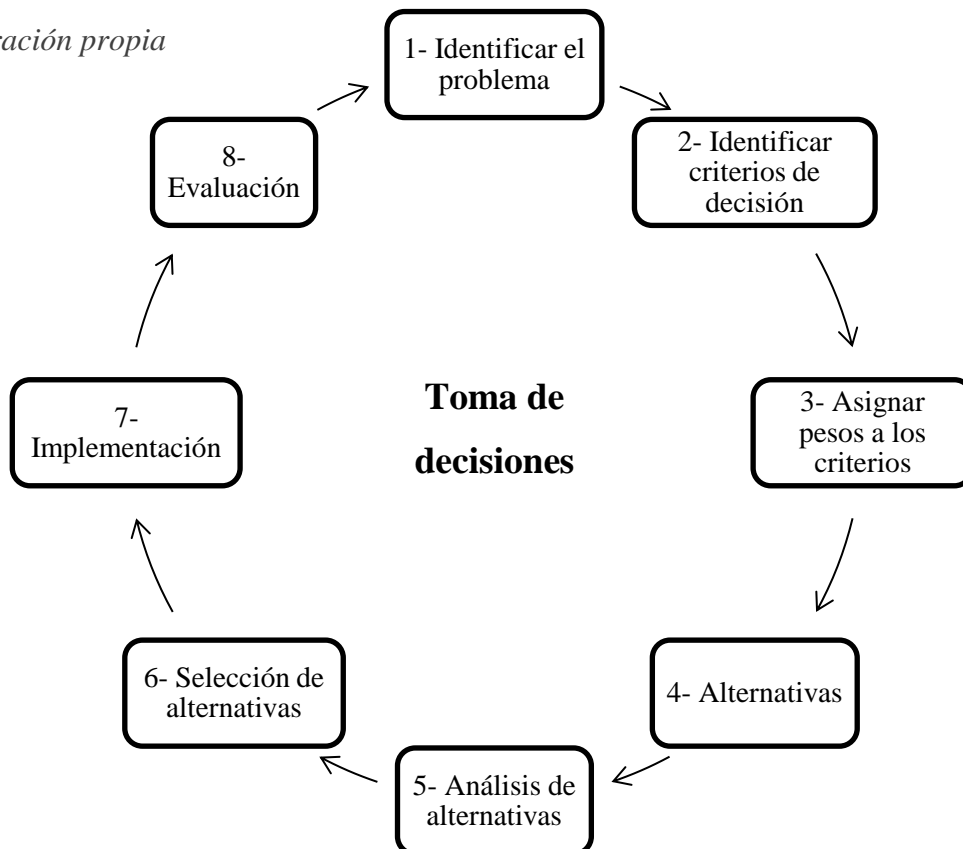 propia
1- Identificar el
problema
2- Identificar
criterios de
decisión
3- Asignar
pesos a los
criterios
4- Alternativas
5- Análisis de
alternativas
6- Selección de
alternativas
7-
Implementación
8-
Evaluación
Toma de
decisiones